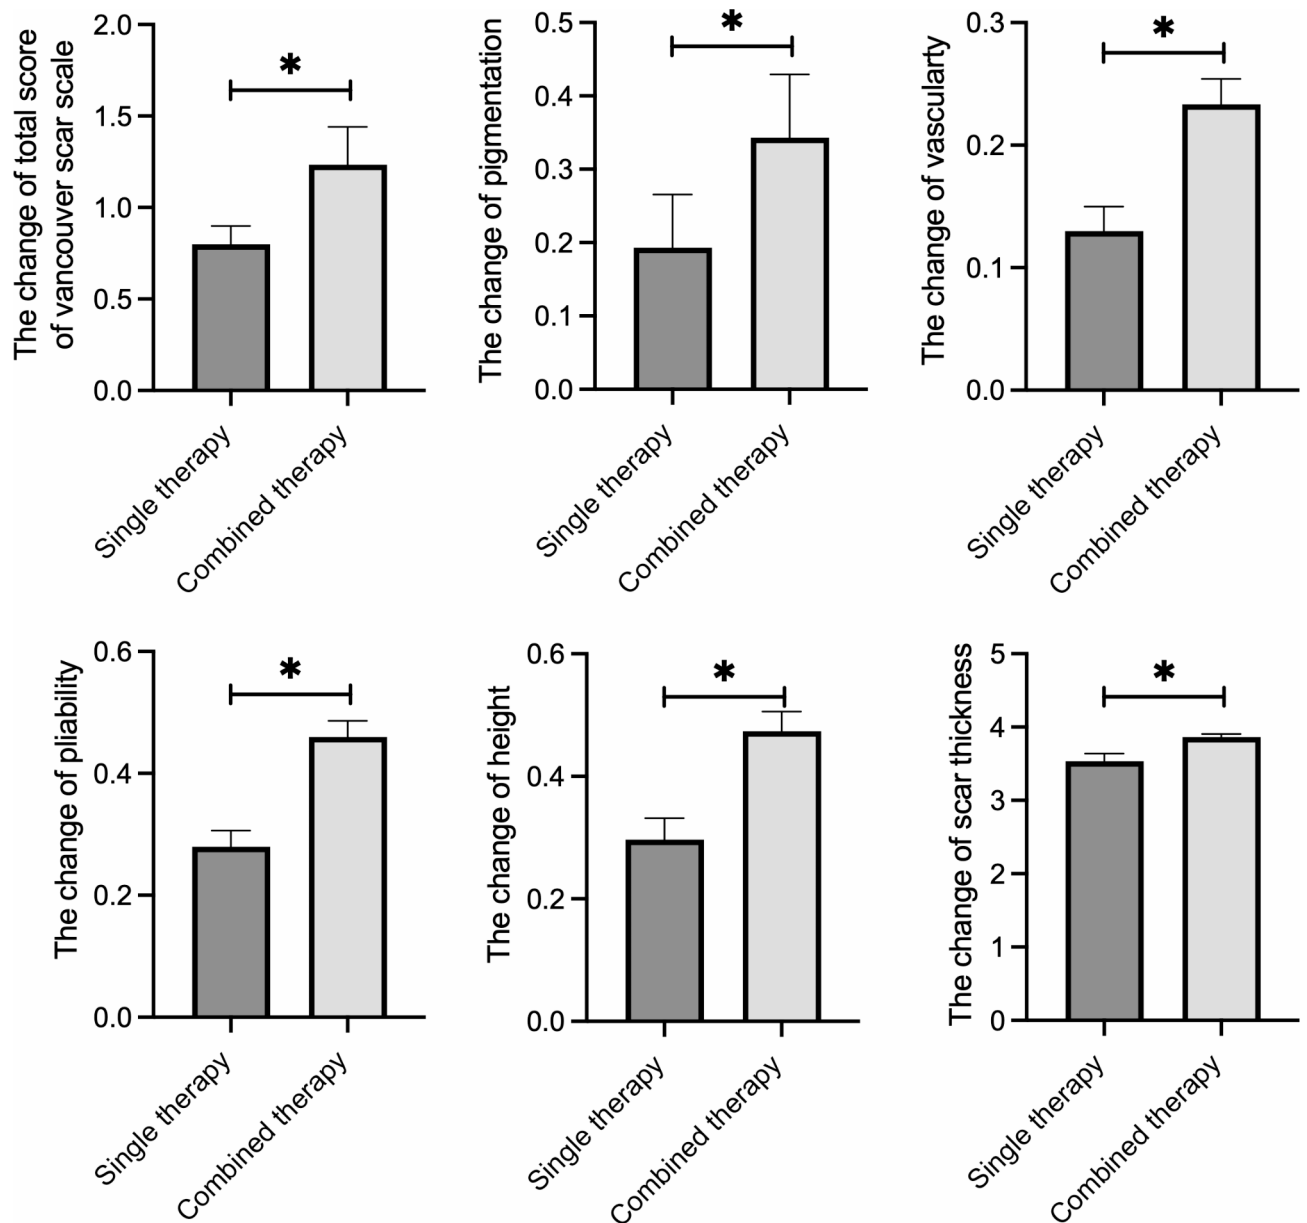 The change of total score
of vancouver scar scale
2.0
1.5
1.0
0.5
0.0
*
Single therapy
Combined therapy
The change of pigmentation
0.5
0.4
0.3
0.2
0.1
0.0
*
Single therapy
Combined therapy
The change of vascularty
0.3
0.2
0.1
0.0
*
Single therapy
Combined therapy
The change of pliability
0.6
0.4
0.2
0.0
*
Single therapy
Combined therapy
The change of height
0.6
0.4
0.2
0.0
*
Single therapy
Combined therapy
The change of scar thickness
5
4
3
2
1
0
*
Single therapy
Combined therapy